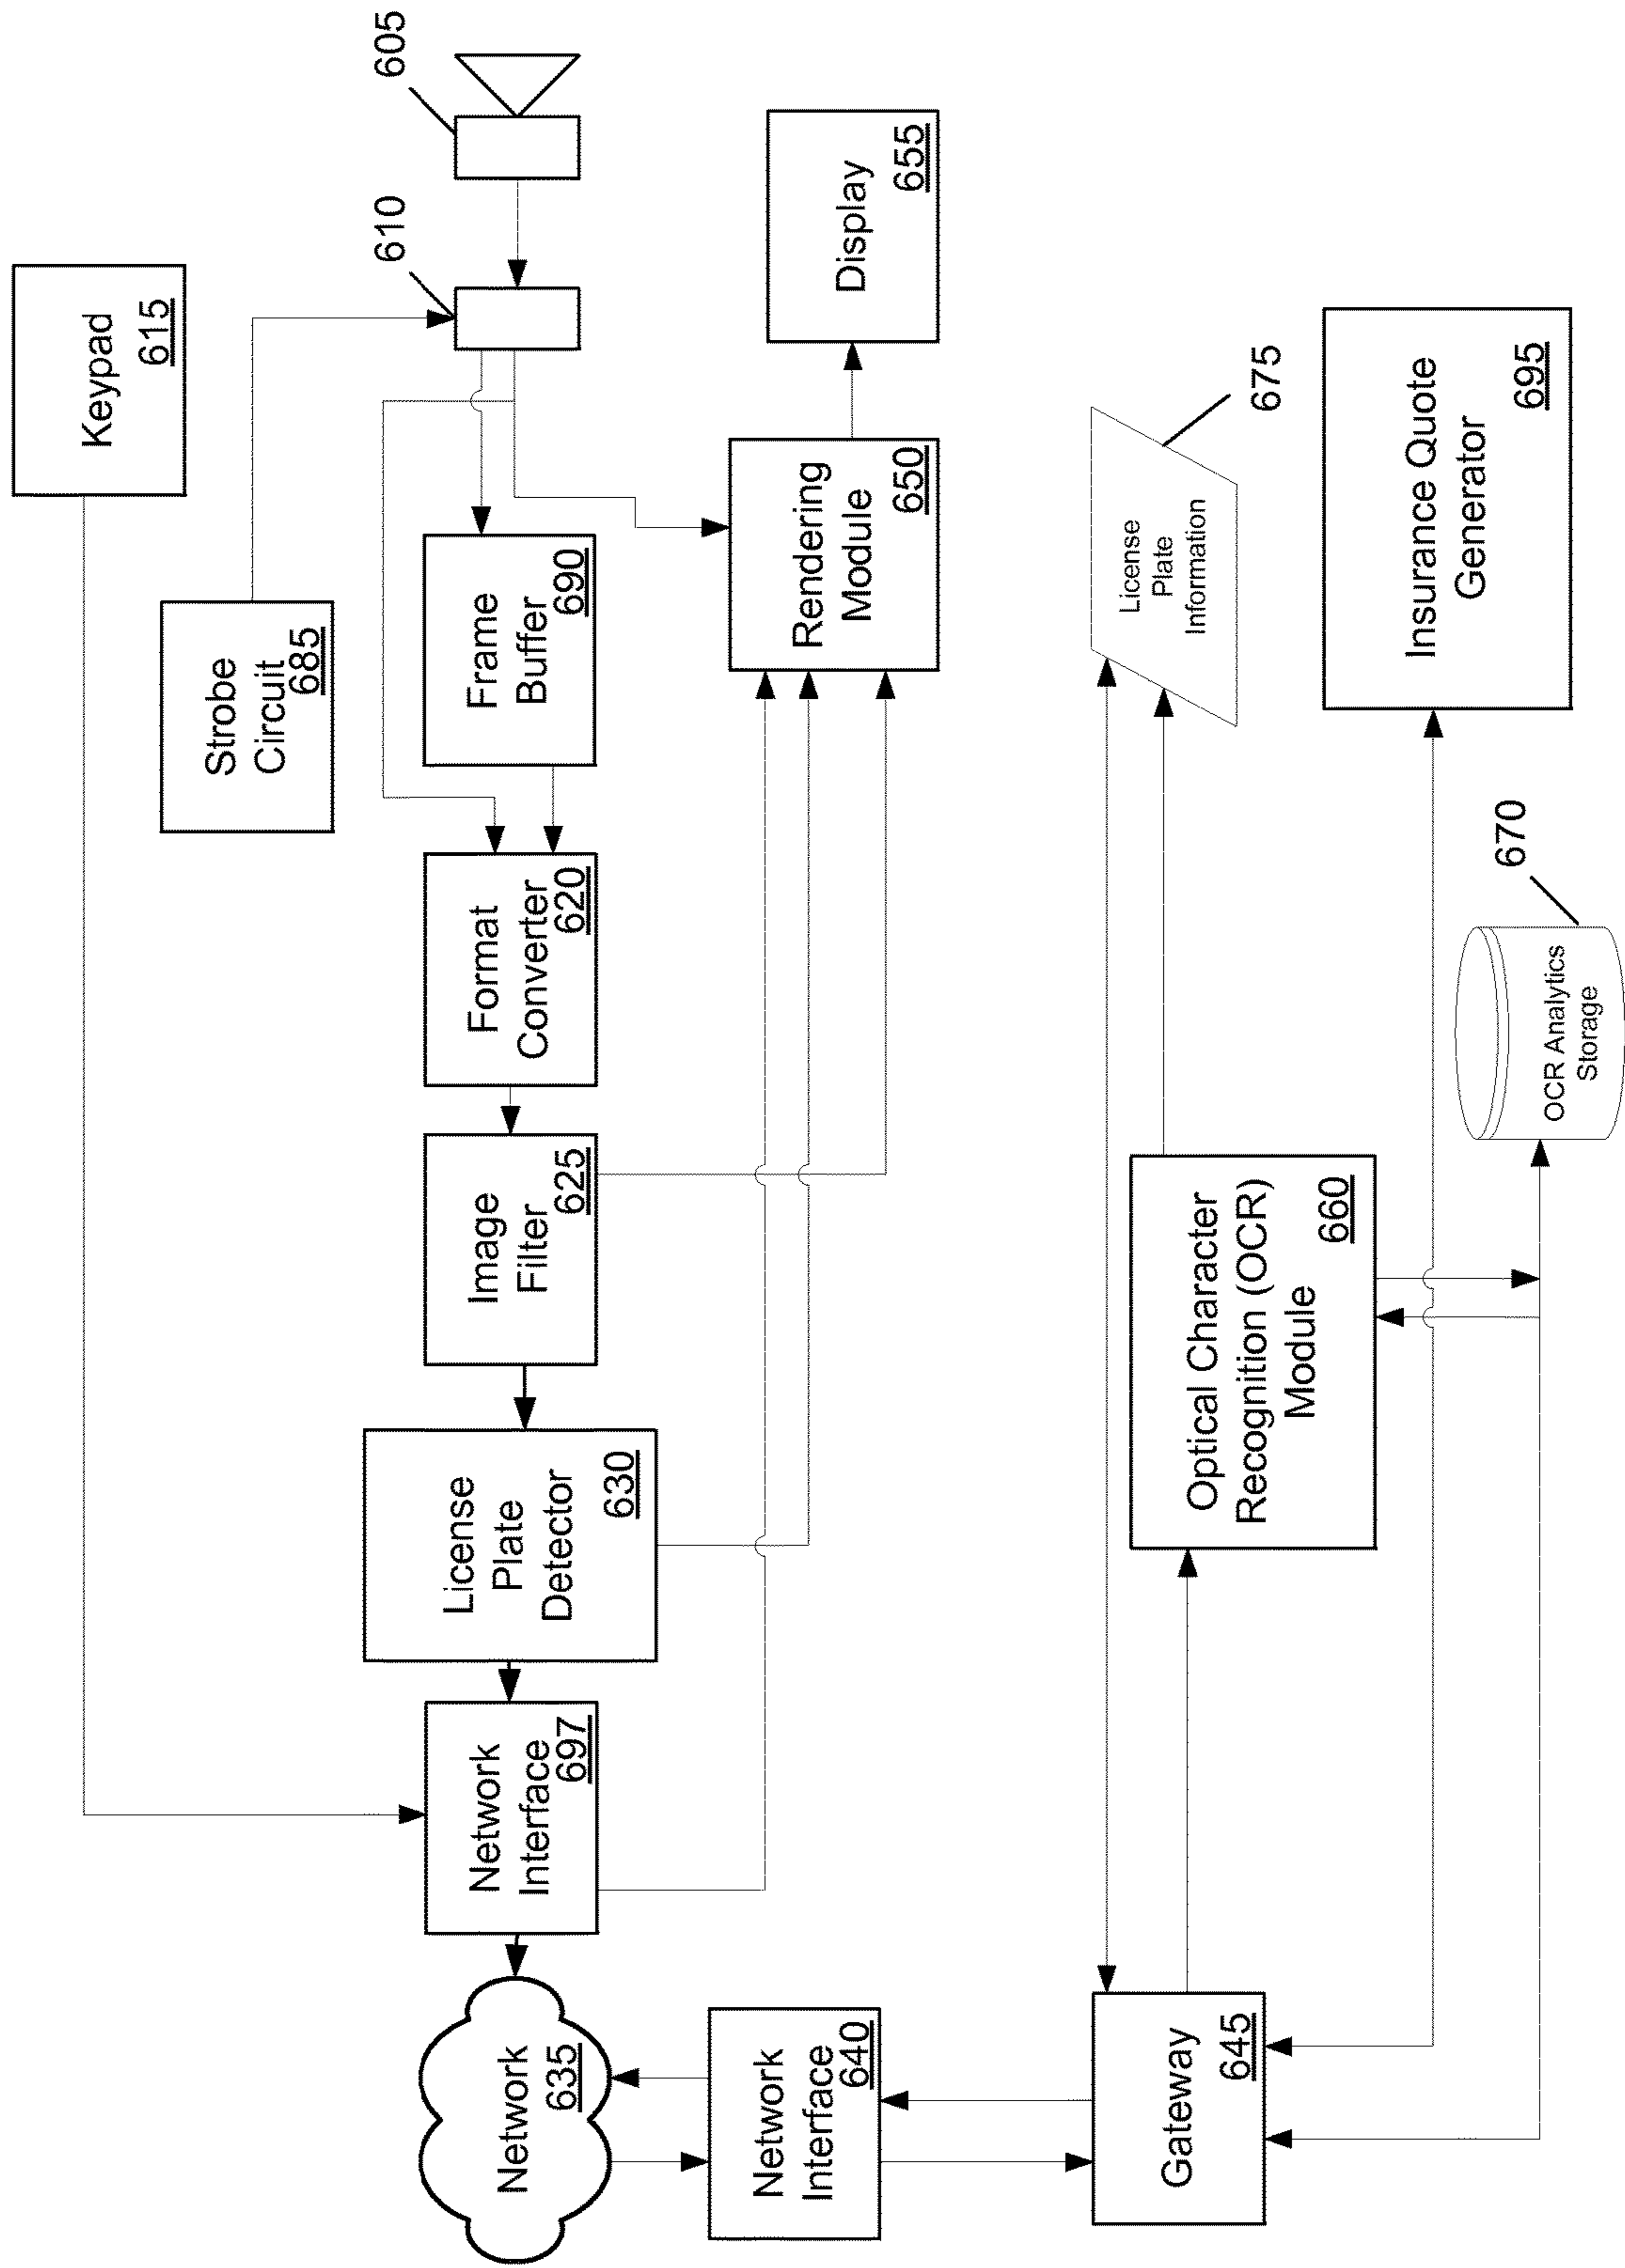 Keypad
615
Strobe
Circuit
685
605
610
Network
635
Network
Interface
697
License
Plate
Detector
630
Image
Filter
625
Format
Converter
620
Frame
Buffer
690
Network
Interface
640
Rendering
Module
650
Display
655
Gateway
645
Optical Character
Recognition (OCR)
Module
660
License
Plate
Information
675
Insurance Quote
Generator
695
OCR Analytics
Storage
670